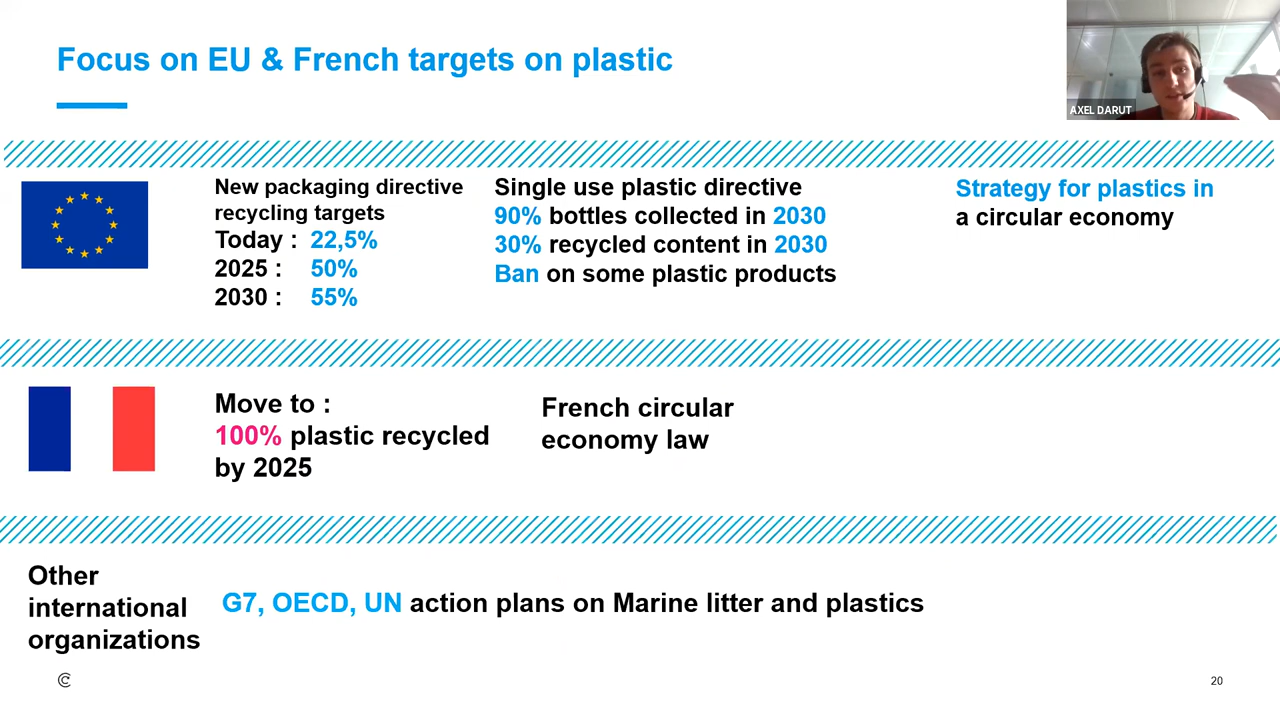 Focus on EU & French targets on plastic
AXEL DARUT
New packaging directive
recycling targets
Today : 22,5%
2025 : 50%
2030 : 55%
Single use plastic directive
90% bottles collected in 2030
30% recycled content in 2030
Ban on some plastic products
Strategy for plastics in
a circular economy
Move to :
100% plastic recycled
by 2025
French circular
economy law
Other
international
organizations
G7, OECD, UN action plans on Marine litter and plastics
20